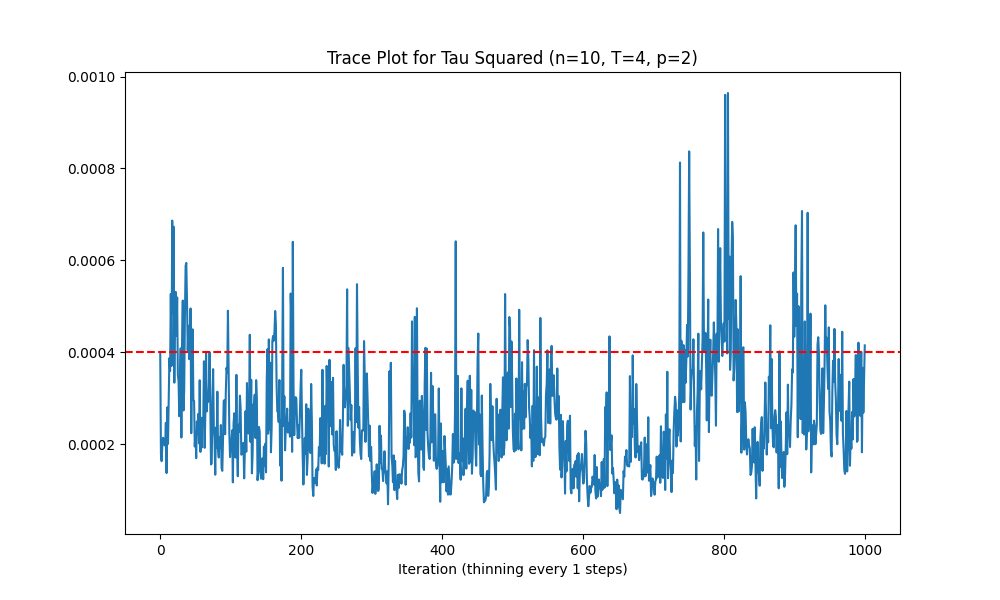 Trace Plot for Tau Squared (n=10, T=4, p=2)
0.0010
0.0008
0.0006
0.0004
0.0002
0 200 400 600 800 1000
Iteration (thinning every 1 steps)